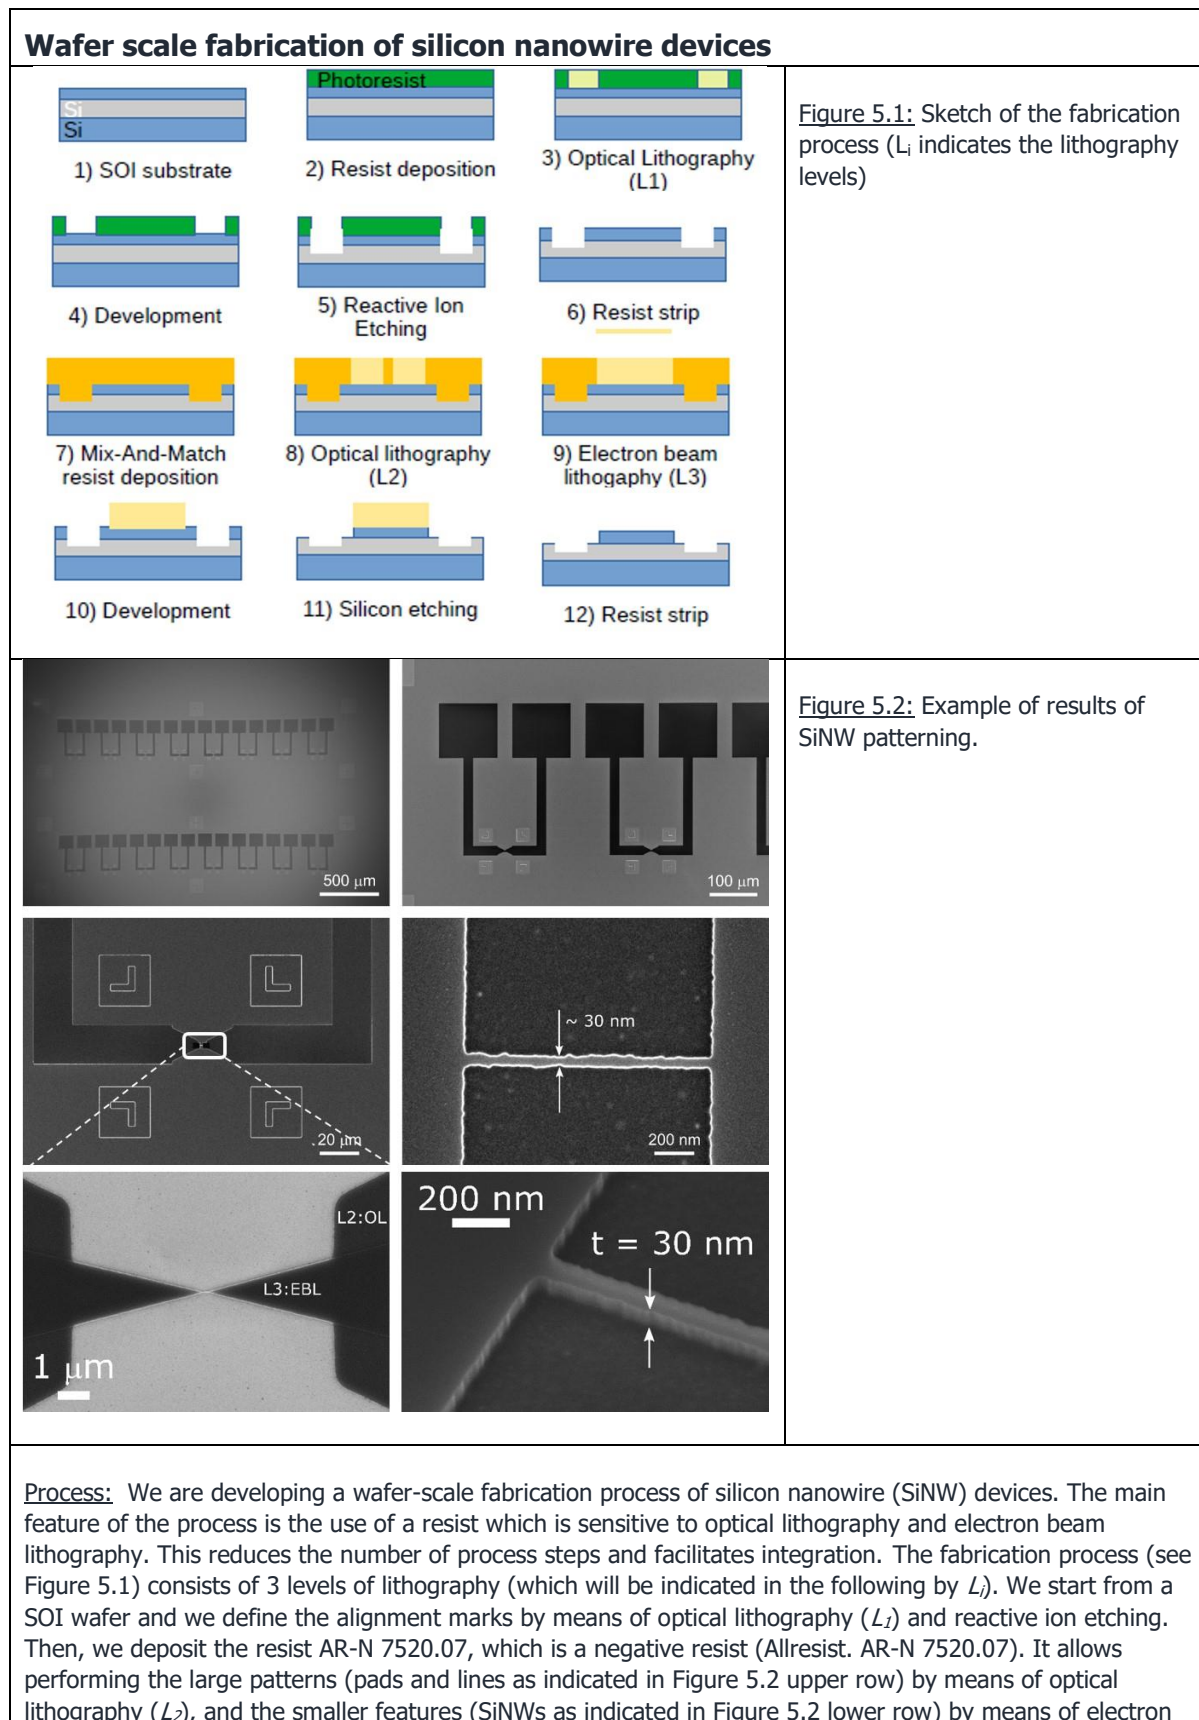 Wafer scale fabrication of silicon nanowire devices
Si
Si
1) SOI substrate
Photoresist
2) Resist deposition
3) Optical Lithography
(L1)
4) Development
5) Reactive Ion
Etching
6) Resist strip
7) Mix-And-Match
resist deposition
8) Optical lithography
(L2)
9) Electron beam
lithogaphy (L3)
10) Development
11) Silicon etching
12) Resist strip
Figure 5.1: Sketch of the fabrication
process (Li indicates the lithography
levels)
500 μm
100 μm
20 μm
~ 30 nm
200 nm
L2:OL
L3:EBL
1 μm
200 nm
t = 30 nm
Figure 5.2: Example of results of
SiNW patterning.
Process: We are developing a wafer-scale fabrication process of silicon nanowire (SiNW) devices. The main
feature of the process is the use of a resist which is sensitive to optical lithography and electron beam
lithography. This reduces the number of process steps and facilitates integration. The fabrication process (see
Figure 5.1) consists of 3 levels of lithography (which will be indicated in the following by Li). We start from a
SOI wafer and we define the alignment marks by means of optical lithography (L1) and reactive ion etching.
Then, we deposit the resist AR-N 7520.07, which is a negative resist (Allresist. AR-N 7520.07). It allows
performing the large patterns (pads and lines as indicated in Figure 5.2 upper row) by means of optical
lithography (L2), and the smaller features (SiNWs as indicated in Figure 5.2 lower row) by means of electron